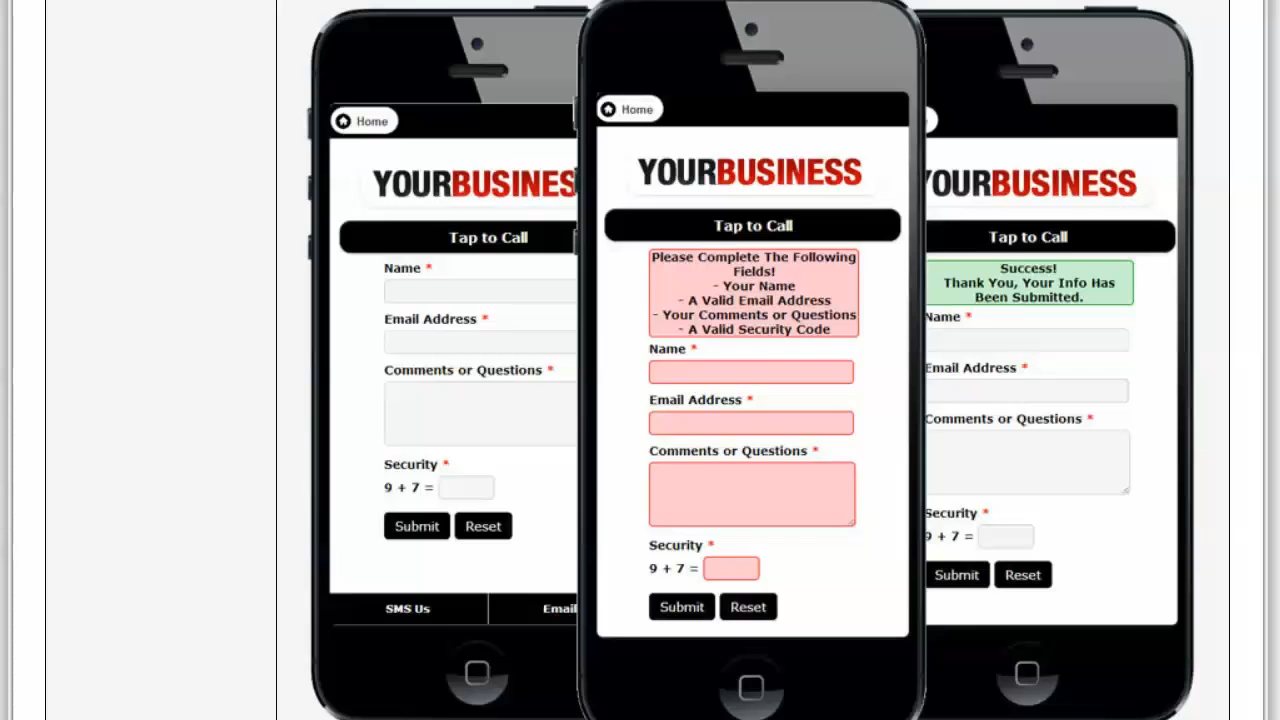 Home
YOURBUSINES
Tap to Call
Name *
Email Address *
Comments or Questions *
Security *
9 + 7 =
Submit Reset
SMS Us Email
Home
YOURBUSINESS
Tap to Call
Please Complete The Following
Fields!
- Your Name
- A Valid Email Address
- Your Comments or Questions
- A Valid Security Code
Name *
Email Address *
Comments or Questions *
Security *
9 + 7 =
Submit Reset
YOURBUSINESS
Tap to Call
Success!
Thank You, Your Info Has
Been Submitted.
Name *
Email Address *
Comments or Questions *
Security *
9 + 7 =
Submit Reset